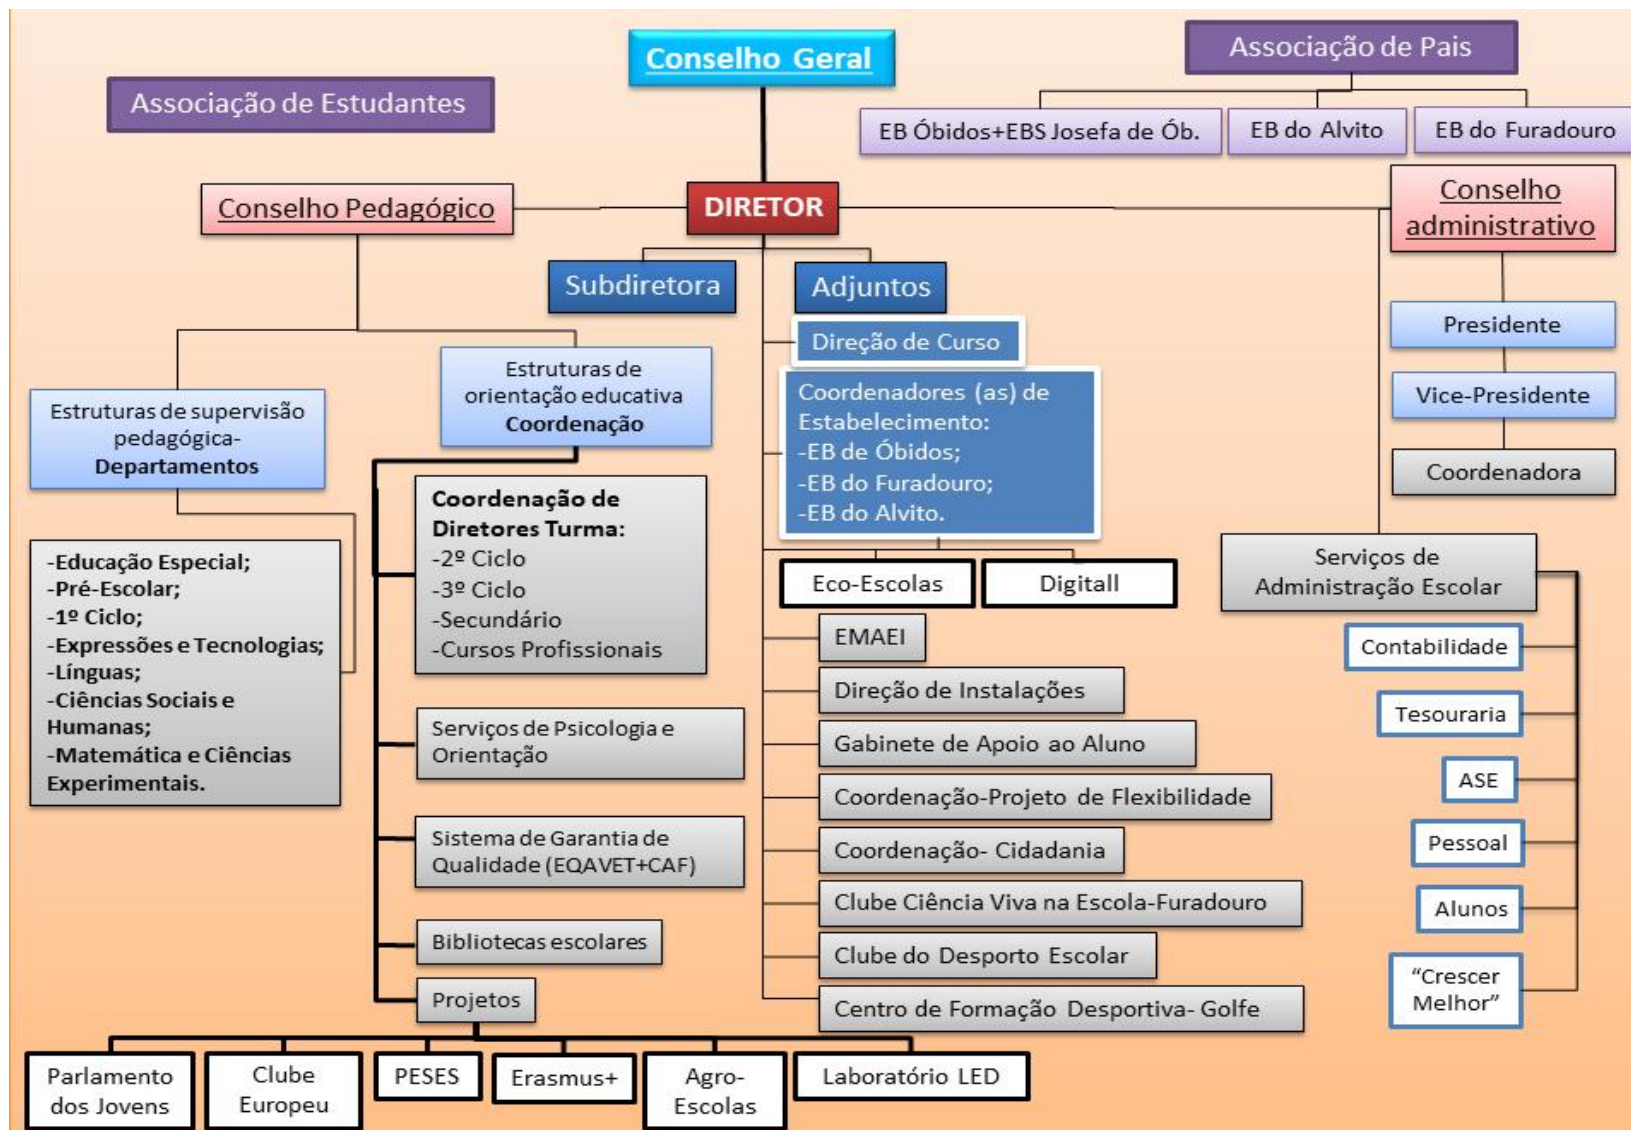 Conselho Geral
Associação de Pais
Associação de Estudantes
EB Óbidos+EBS Josefa de Ób.
EB do Alvito
EB do Furadouro
Conselho Pedagógico
DIRETOR
Conselho
administrativo
Subdiretora
Adjuntos
Presidente
Vice-Presidente
Coordenadora
Direção de Curso
Coordenadores (as) de
Estabelecimento:
-EB de Óbidos;
-EB do Furadouro;
-EB do Alvito.
Eco-Escolas
Digitall
Estruturas de supervisão
pedagógica-
Departamentos
-Educação Especial;
-Pré-Escolar;
-1º Ciclo;
-Expressões e Tecnologias;
-Línguas;
-Ciências Sociais e
Humanas;
-Matemática e Ciências
Experimentais.
Estruturas de
orientação educativa
Coordenação
Coordenação de
Diretores Turma:
-2º Ciclo
-3º Ciclo
-Secundário
-Cursos Profissionais
Serviços de Psicologia e
Orientação
Sistema de Garantia de
Qualidade (EQAVET+CAF)
Bibliotecas escolares
Projetos
EMAEI
Direção de Instalações
Gabinete de Apoio ao Aluno
Coordenação-Projeto de Flexibilidade
Coordenação- Cidadania
Clube Ciência Viva na Escola-Furadouro
Clube do Desporto Escolar
Centro de Formação Desportiva- Golfe
Serviços de
Administração Escolar
Contabilidade
Tesouraria
ASE
Pessoal
Alunos
“Crescer
Melhor”
Parlamento
dos Jovens
Clube
Europeu
PESES
Erasmus+
Agro-
Escolas
Laboratório LED